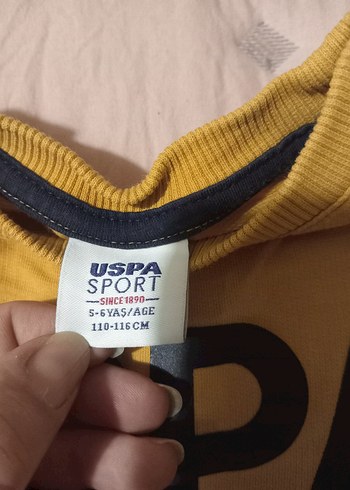 USPA
SPORT
SINCE 1890
5-6 YAŞ/AGE
110-116 CM
P